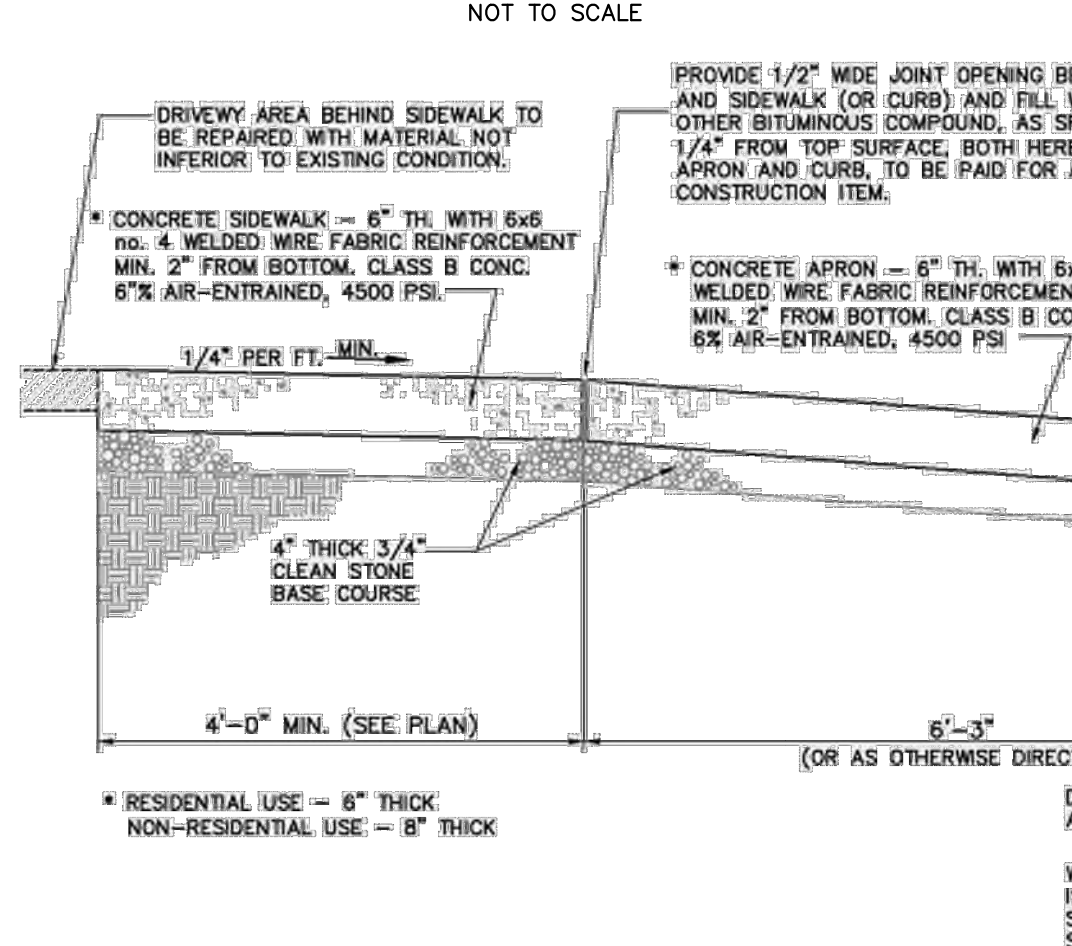 NOT TO SCALE
DRIVEWY AREA BEHIND SIDEWALK TO
BE REPAIRED WITH MATERIAL NOT
INFERIOR TO EXISTING CONDITION.
PROVIDE 1/2" WIDE JOINT OPENING
AND SIDEWALK (OR CURB) AND FILL
OTHER BITUMINOUS COMPOUND, AS
1/4" FROM TOP SURFACE, BOTH
APRON AND CURB, TO BE PAID FOR
CONSTRUCTION ITEM.
* CONCRETE SIDEWALK - 6" TH. WITH 6x6
no. 4 WELDED WIRE FABRIC REINFORCEMENT
MIN. 2" FROM BOTTOM. CLASS B CONC.
6"% AIR-ENTRAINED, 4500 PSI.
* CONCRETE APRON - 6" TH. WITH
WELDED WIRE FABRIC
MIN. 2" FROM BOTTOM. CLASS B
6% AIR-ENTRAINED, 4500 PSI
1/4" PER FT. MIN.
4" THICK 3/4"
CLEAN STONE
BASE COURSE
4'-0" MIN. (SEE PLAN)
6'-3"
(OR AS OTHERWISE
* RESIDENTIAL USE - 6" THICK
NON-RESIDENTIAL USE - 8" THICK